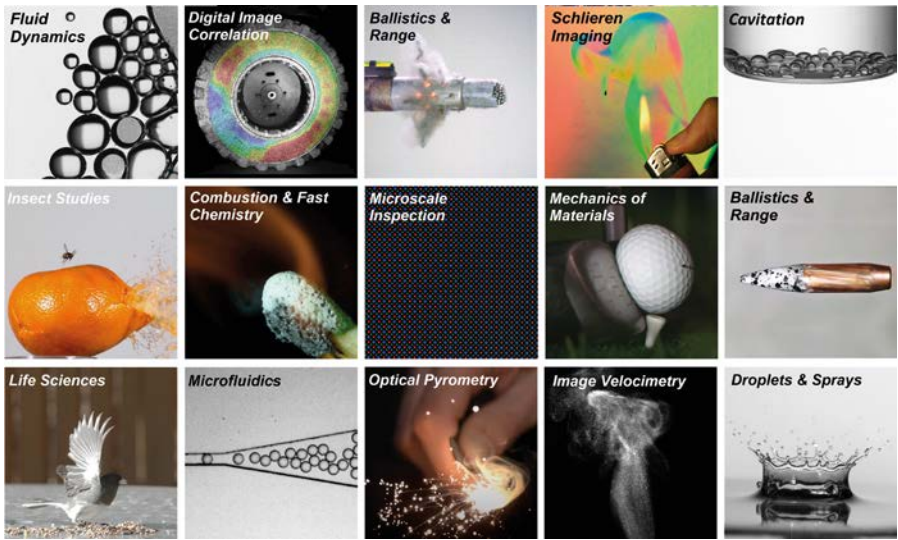 Fluid
Dynamics
Digital Image
Correlation
Ballistics &
Range
Schlieren
Imaging
Cavitation
Insect Studies
Combustion & Fast
Chemistry
Microscale
Inspection
Mechanics of
Materials
Ballistics &
Range
Life Sciences
Microfluidics
Optical Pyrometry
Image Velocimetry
Droplets & Sprays